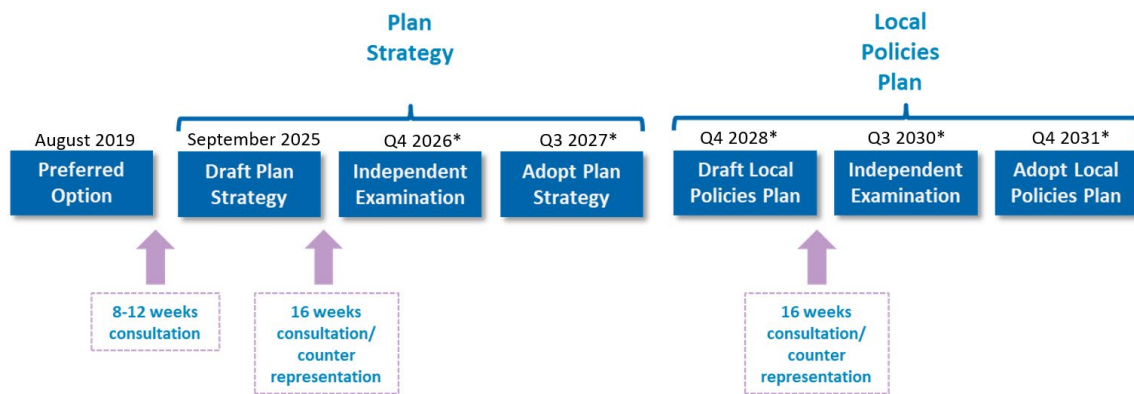 Plan
Strategy
Local
Policies
Plan
August 2019
Preferred
Option
September 2025
Draft Plan
Strategy
Q4 2026*
Independent
Examination
Q3 2027*
Adopt Plan
Strategy
Q4 2028*
Draft Local
Policies Plan
Q3 2030*
Independent
Examination
Q4 2031*
Adopt Local
Policies Plan
8-12 weeks
consultation
16 weeks
consultation/
counter
representation
16 weeks
consultation/
counter
representation